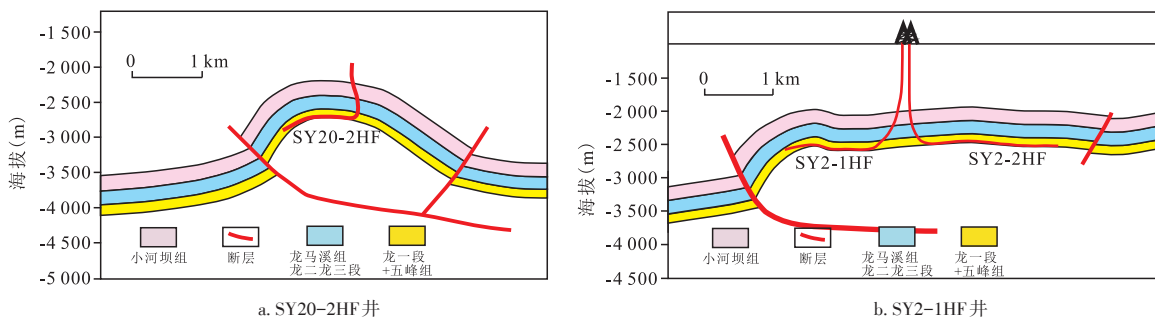 -1 500
-2 000
-2 500
-3 000
-3 500
-4 000
-4 500
-5 000
海拔(m)
0 1 km
SY20-2HF
小河坝组
断层
龙马溪组
龙二龙三段
龙一段
+五峰组
a. SY20-2HF井
-1 500
-2 000
-2 500
-3 000
-3 500
-4 000
-4 500
海拔(m)
0 1 km
SY2-1HF
SY2-2HF
小河坝组
断层
龙马溪组
龙二龙三段
龙一段
+五峰组
b. SY2-1HF井